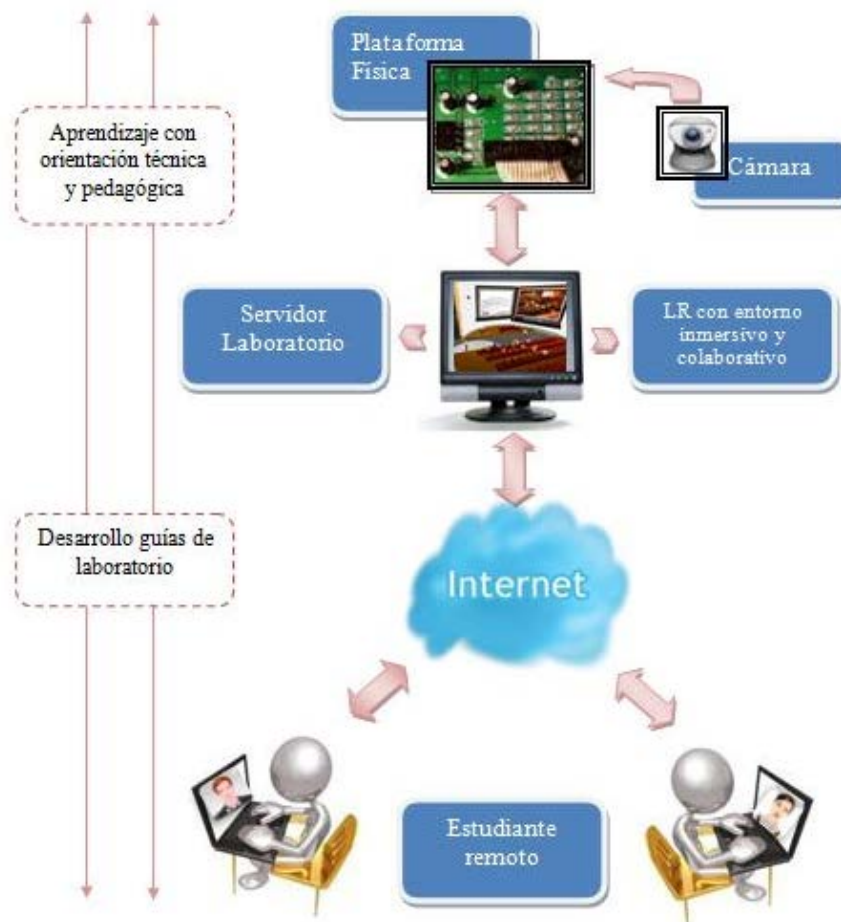 Plataforma
Física
Cámara
Aprendizaje con
orientación técnica
y pedagógica
Servidor
Laboratorio
LR con entorno
inmersivo y
colaborativo
Desarrollo guías de
laboratorio
Internet
Estudiante
remoto